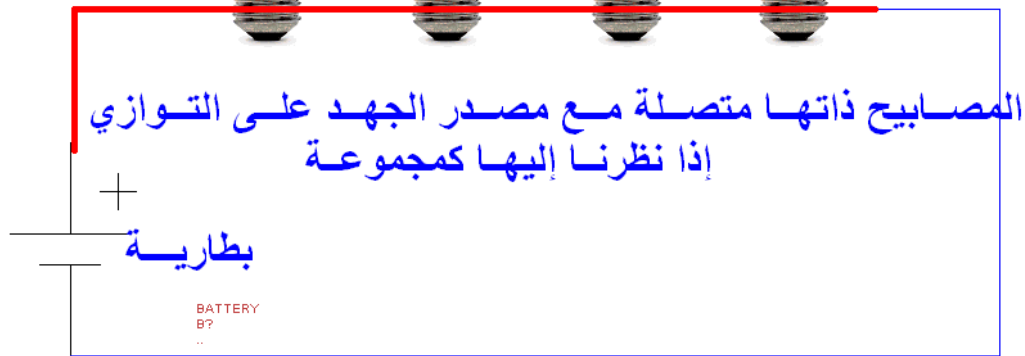 المصابيح ذاتها متصلة مع مصدر الجهد على التوازي
إذا نظرنا إليها كمجموعة
بطارية
BATTERY
B?
..